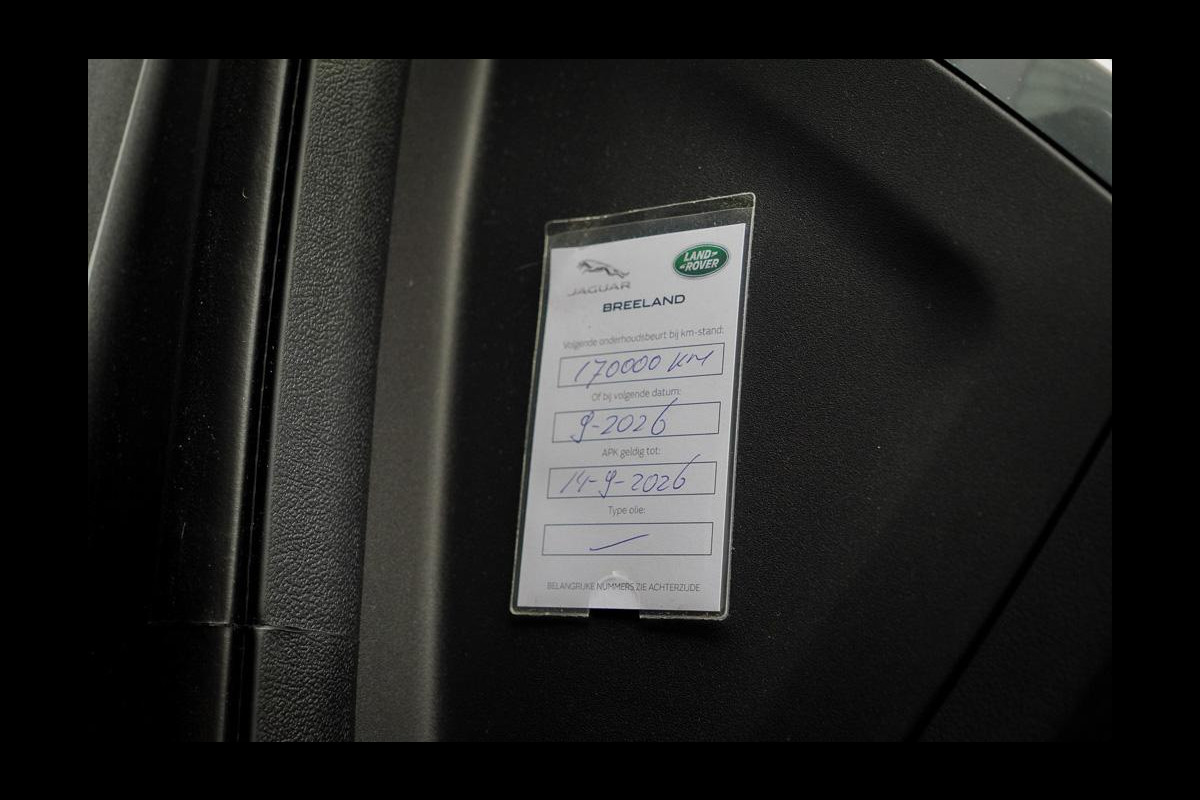 JAGUAR
LAND ROVER
BREELAND
Volgende onderhoudsbeurt bij km-stand:
170000 KM
Of bij volgende datum:
9-2026
APK geldig tot:
14-9-2026
Type olie:
BELANGRIJKE NUMMERS ZIE ACHTERZIJDE